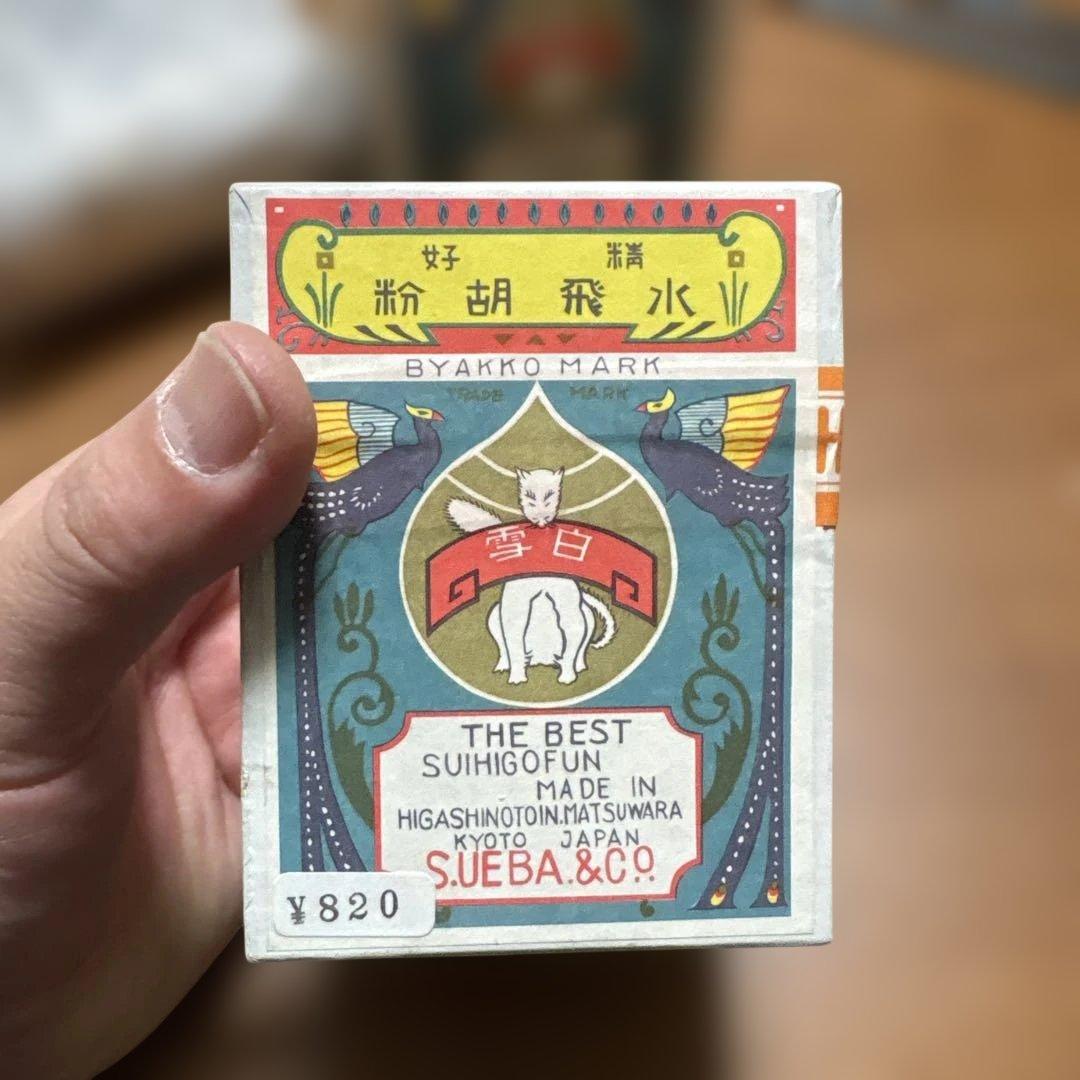 精 好
水 飛 胡 粉
BYAKKO MARK
TRADE MARK
白 雪
THE BEST
SUIHIGOFUN
MADE IN
HIGASHINOTOIN.MATSUWARA
KYOTO JAPAN
S.UEBA.&CO.
¥820